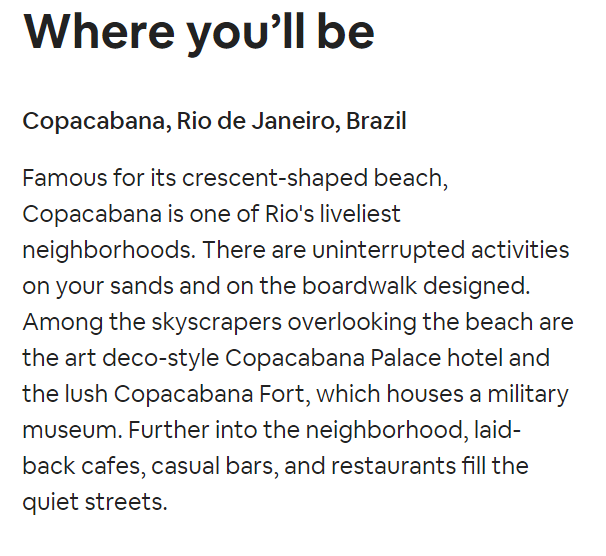 Where you’ll be
Copacabana, Rio de Janeiro, Brazil
Famous for its crescent-shaped beach,
Copacabana is one of Rio's liveliest
neighborhoods. There are uninterrupted activities
on your sands and on the boardwalk designed.
Among the skyscrapers overlooking the beach are
the art deco-style Copacabana Palace hotel and
the lush Copacabana Fort, which houses a military
museum. Further into the neighborhood, laid-
back cafes, casual bars, and restaurants fill the
quiet streets.